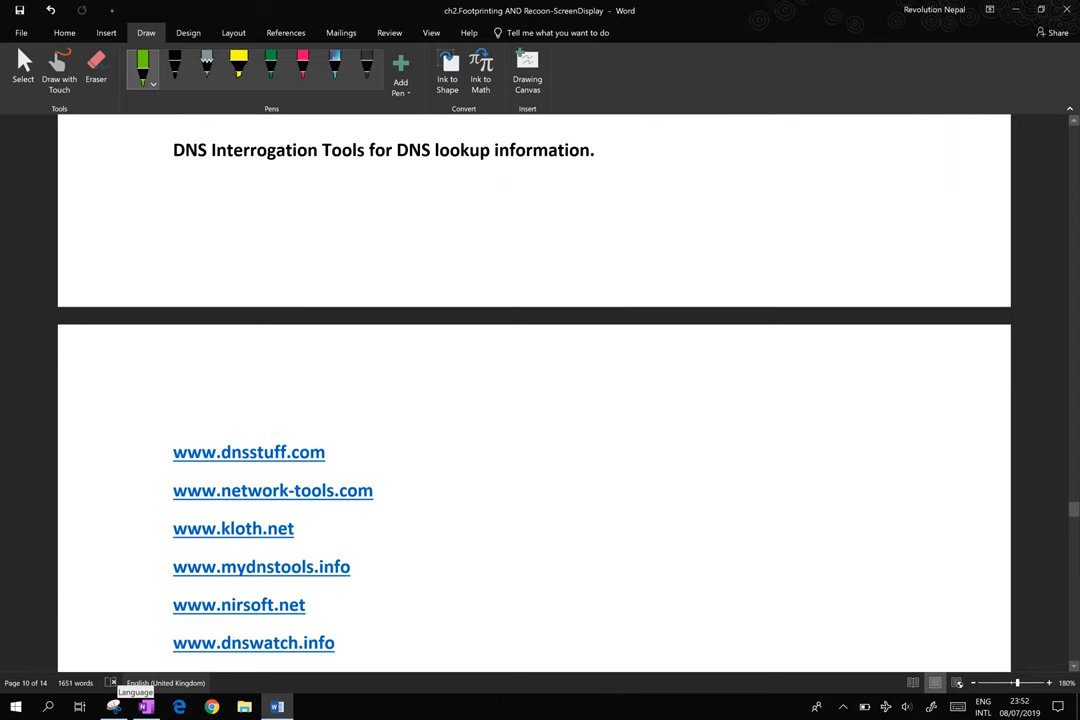 ch2.Footprinting AND Recoon-ScreenDisplay - Word
Revolution Nepal
File Home Insert Draw Design Layout References Mailings Review View Help Tell me what you want to do
Share
Select
Draw with Touch
Eraser
Add Pen
Ink to Shape
Ink to Math
Drawing Canvas
Tools
Pens
Convert
Insert
DNS Interrogation Tools for DNS lookup information.
www.dnsstuff.com
www.network-tools.com
www.kloth.net
www.mydnstools.info
www.nirsoft.net
www.dnswatch.info
Page 10 of 14 1651 words English (United Kingdom)
180%
Language
ENG
INTL
23:52
08/07/2019